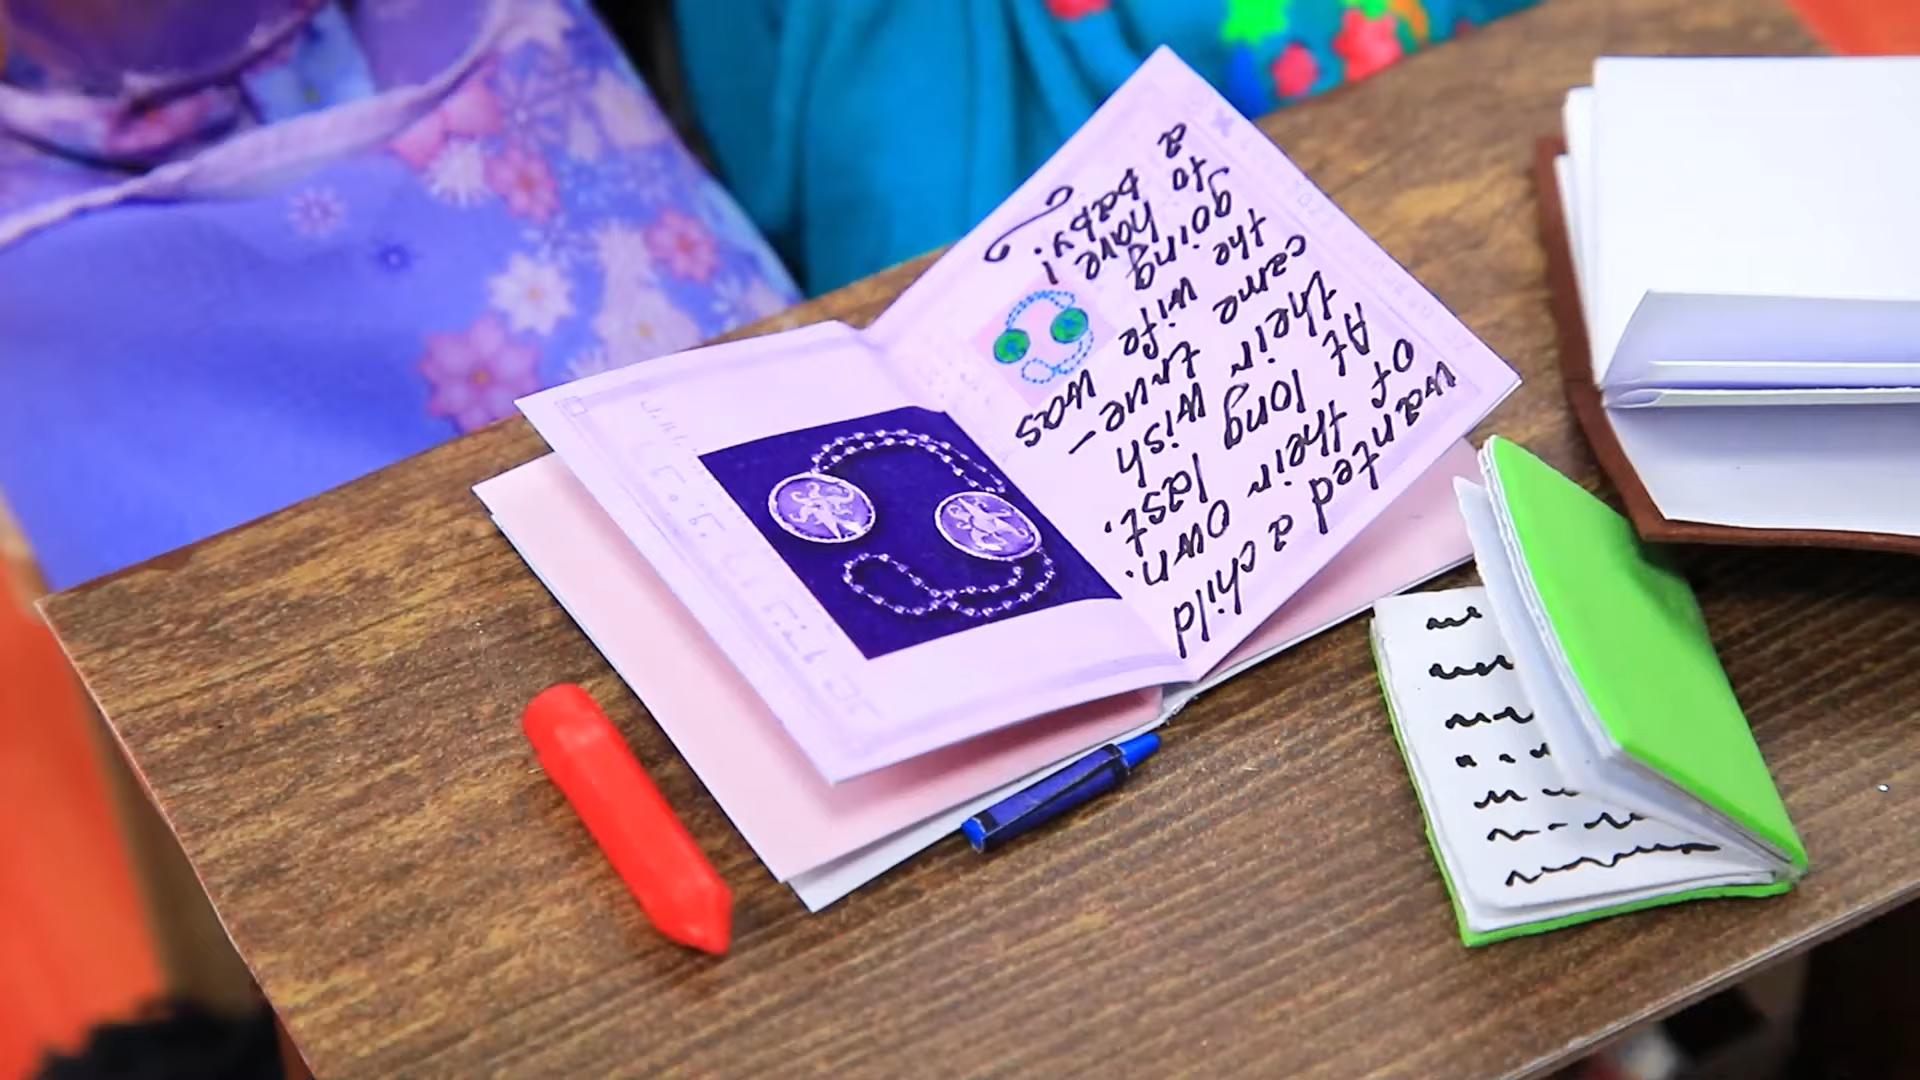 wanted a child
of their own.
At long last.
their wish
came true-
the wife was
going
to have
a baby!